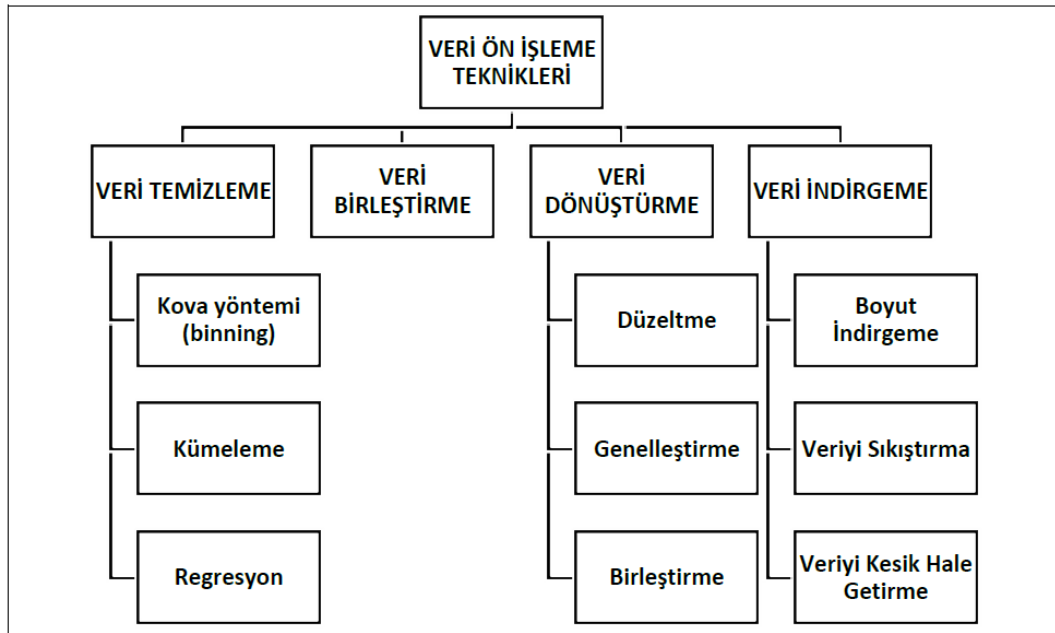 VERİ ÖN İŞLEME
TEKNİKLERİ
VERİ TEMİZLEME
VERİ
BİRLEŞTİRME
VERİ
DÖNÜŞTÜRME
VERİ İNDİRGEME
Kova yöntemi
(binning)
Kümeleme
Regresyon
Düzeltme
Genelleştirme
Birleştirme
Boyut
İndirgeme
Veriyi Sıkıştırma
Veriyi Kesik Hale
Getirme